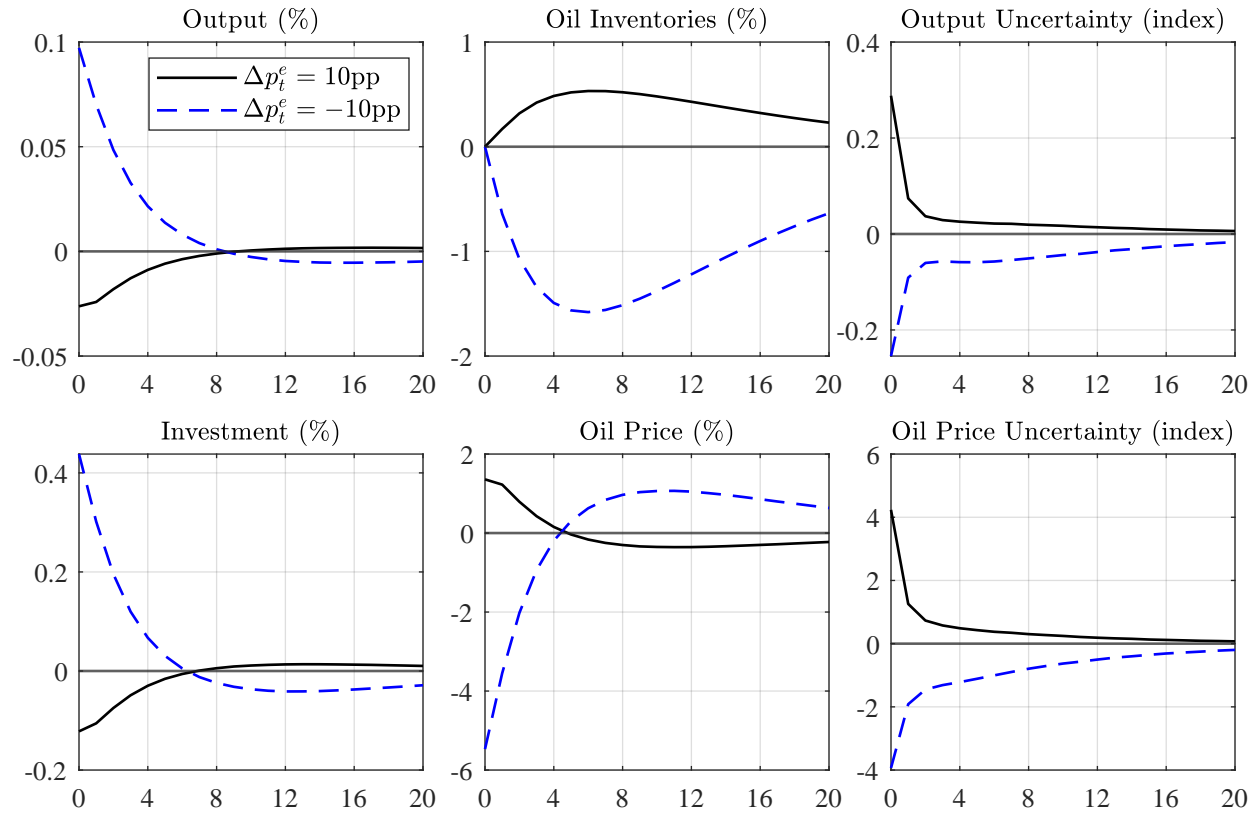 Output (%)
0.1
0.05
0
-0.05
0 4 8 12 16 20
Δp_t^e = 10pp
Δp_t^e = −10pp
Oil Inventories (%)
1
0
-1
-2
0 4 8 12 16 20
Output Uncertainty (index)
0.4
0.2
0
-0.2
0 4 8 12 16 20
Investment (%)
0.4
0.2
0
-0.2
0 4 8 12 16 20
Oil Price (%)
2
0
-2
-4
-6
0 4 8 12 16 20
Oil Price Uncertainty (index)
6
4
2
0
-2
-4
0 4 8 12 16 20